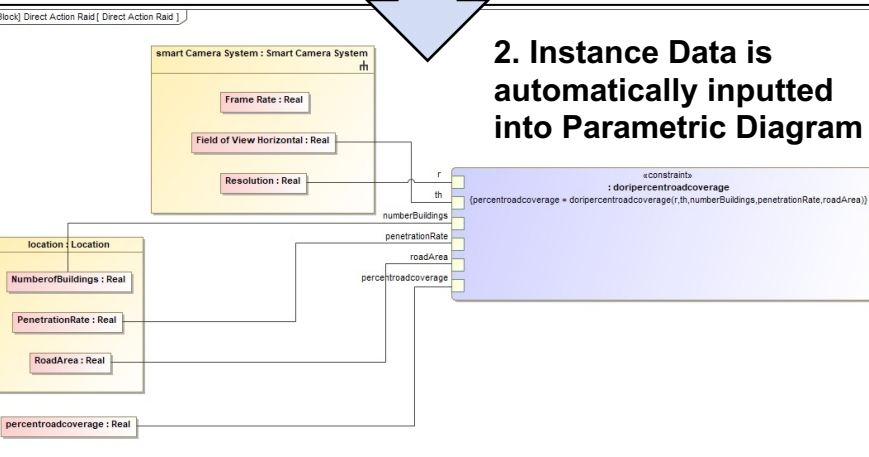 Block] Direct Action Raid [ Direct Action Raid ]
2. Instance Data is
automatically inputted
into Parametric Diagram
smart Camera System : Smart Camera System
Frame Rate : Real
Field of View Horizontal : Real
Resolution : Real
r
th
numberBuildings
penetrationRate
roadArea
percentroadcoverage
«constraint»
: doripercentroadcoverage
{percentroadcoverage = doripercentroadcoverage(r,th,numberBuildings,penetrationRate,roadArea)}
location : Location
NumberofBuildings : Real
PenetrationRate : Real
RoadArea : Real
percentroadcoverage : Real